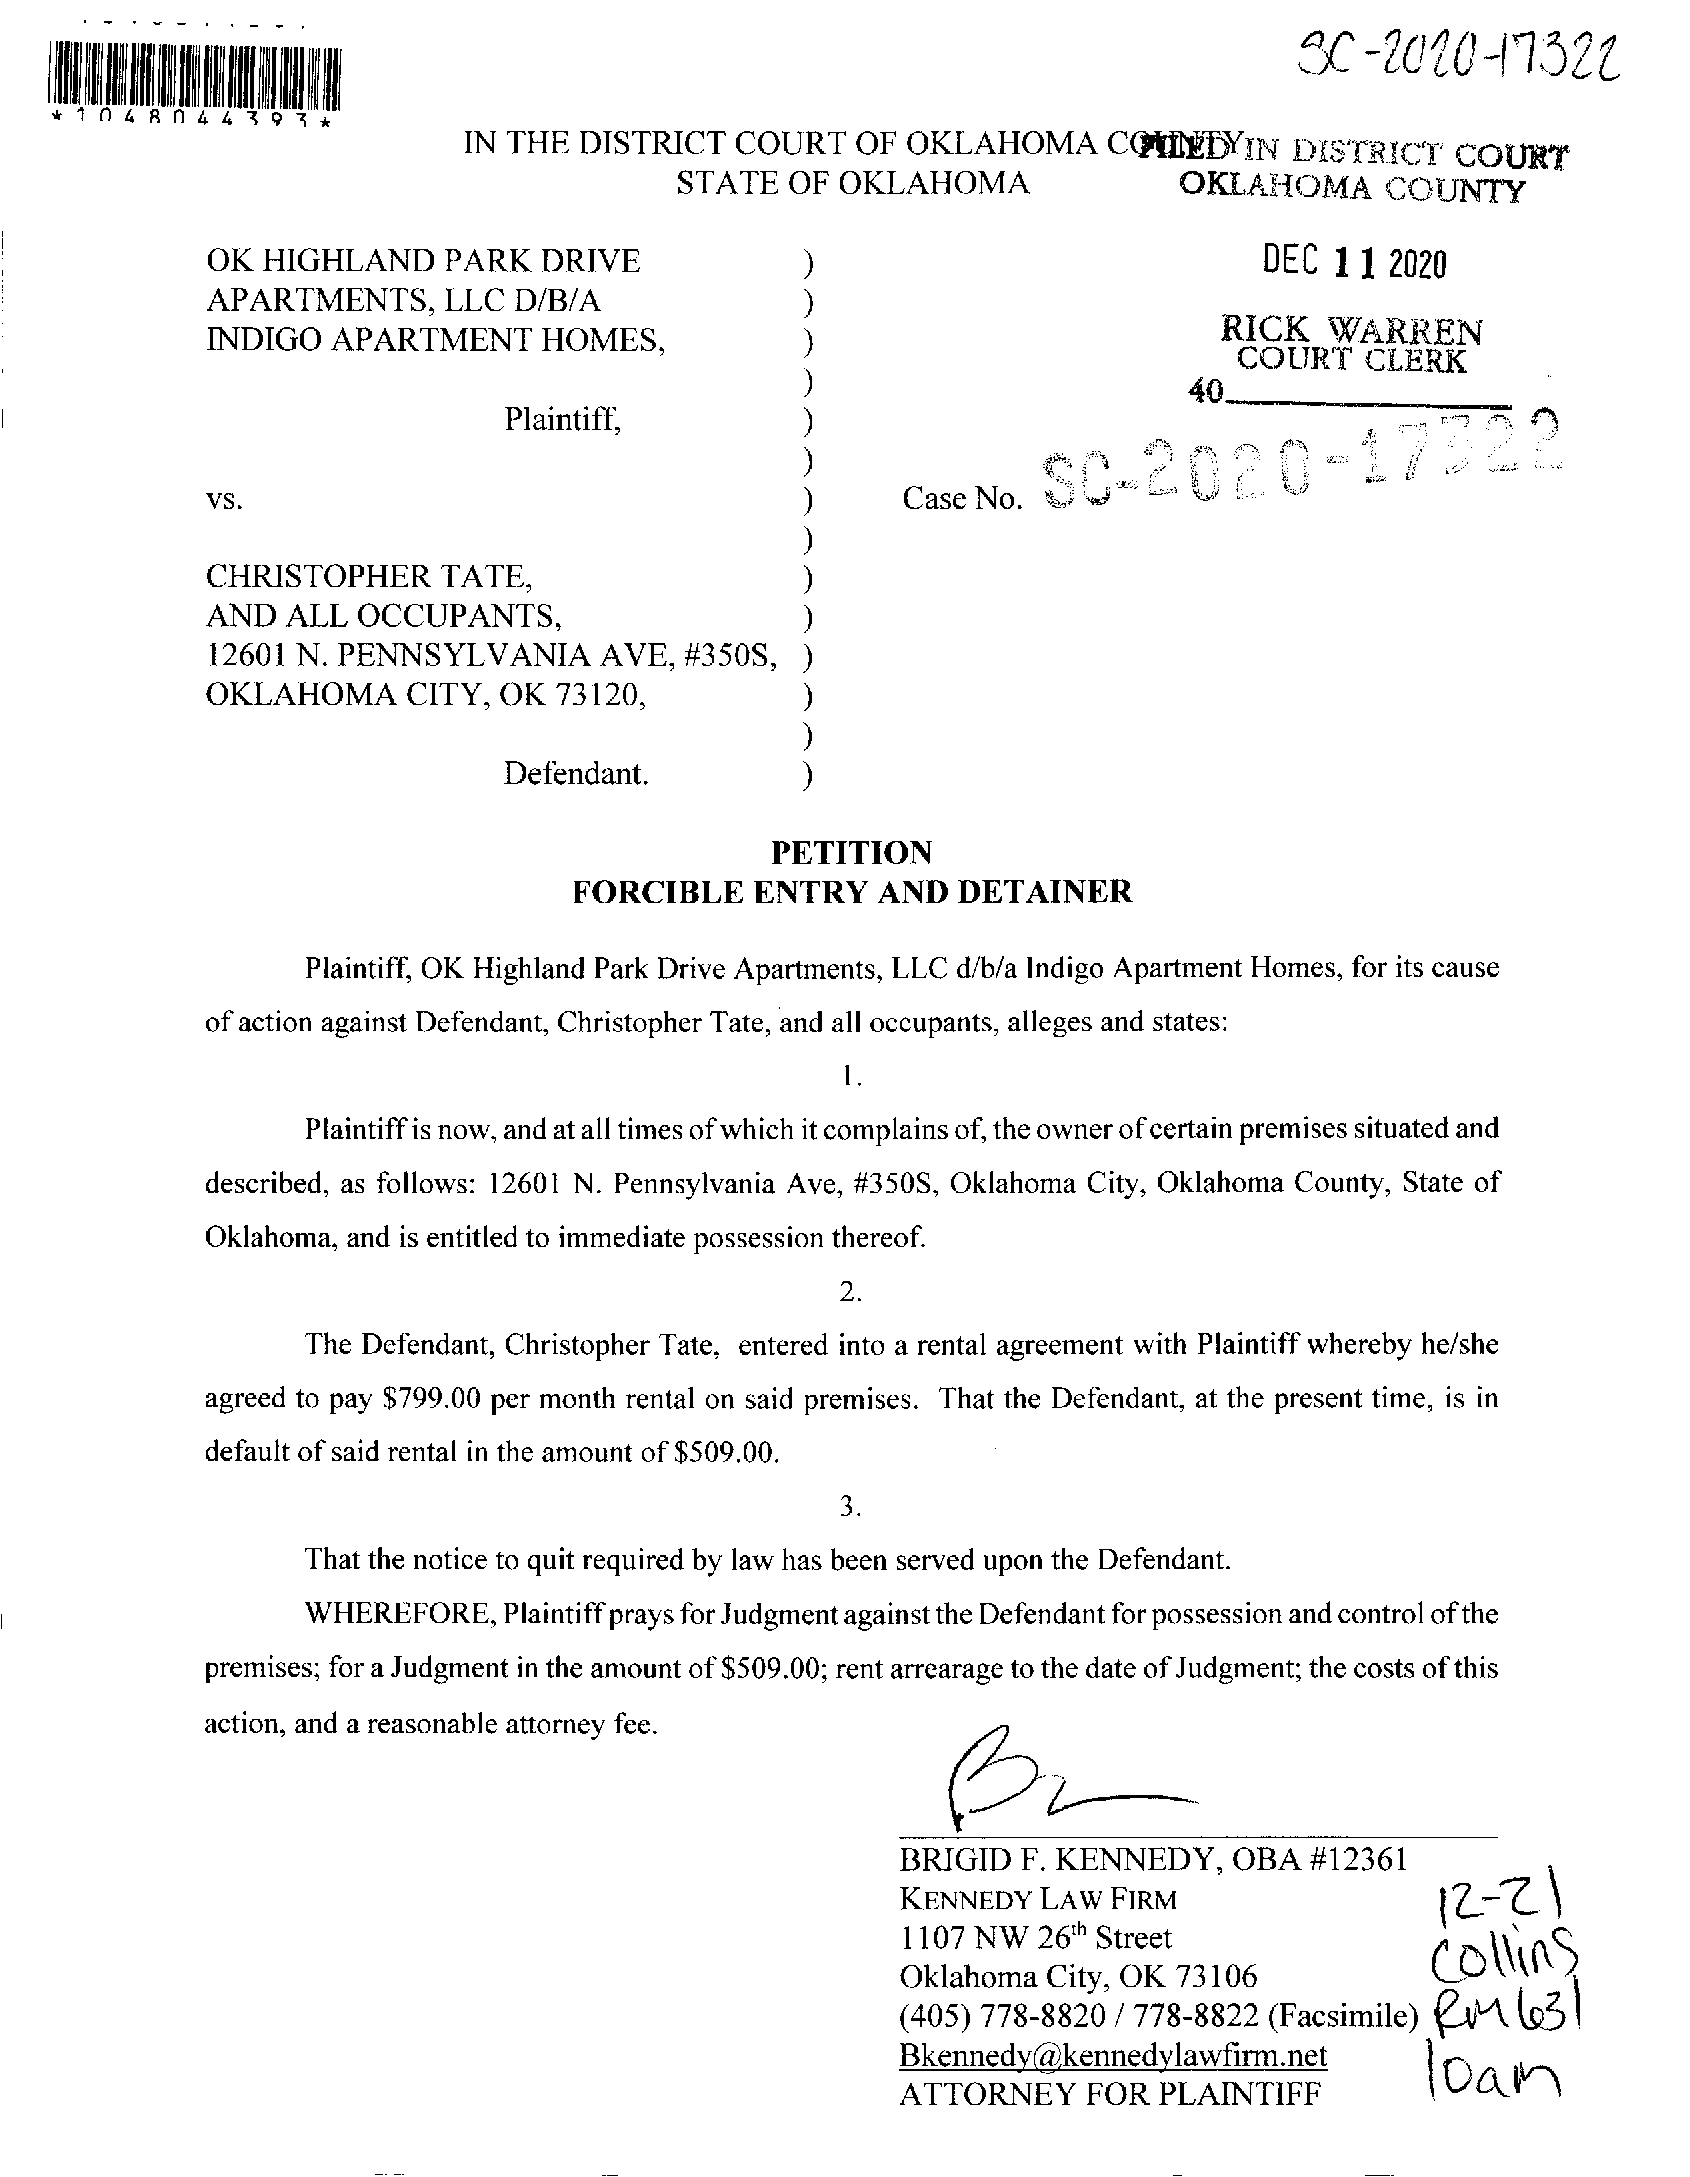 SC-2020-17322
*1048044393*
IN THE DISTRICT COURT OF OKLAHOMA COUNTY
STATE OF OKLAHOMA
FILED IN DISTRICT COURT
OKLAHOMA COUNTY
DEC 11 2020
RICK WARREN
COURT CLERK
40
OK HIGHLAND PARK DRIVE )
APARTMENTS, LLC D/B/A )
INDIGO APARTMENT HOMES, )
)
Plaintiff, )
)
vs. ) Case No. SC-2020-17322
)
CHRISTOPHER TATE, )
AND ALL OCCUPANTS, )
12601 N. PENNSYLVANIA AVE, #350S, )
OKLAHOMA CITY, OK 73120, )
)
Defendant. )
PETITION
FORCIBLE ENTRY AND DETAINER
Plaintiff, OK Highland Park Drive Apartments, LLC d/b/a Indigo Apartment Homes, for its cause
of action against Defendant, Christopher Tate, and all occupants, alleges and states:
1.
Plaintiff is now, and at all times of which it complains of, the owner of certain premises situated and
described, as follows: 12601 N. Pennsylvania Ave, #350S, Oklahoma City, Oklahoma County, State of
Oklahoma, and is entitled to immediate possession thereof.
2.
The Defendant, Christopher Tate, entered into a rental agreement with Plaintiff whereby he/she
agreed to pay $799.00 per month rental on said premises. That the Defendant, at the present time, is in
default of said rental in the amount of $509.00.
3.
That the notice to quit required by law has been served upon the Defendant.
WHEREFORE, Plaintiff prays for Judgment against the Defendant for possession and control of the
premises; for a Judgment in the amount of $509.00; rent arrearage to the date of Judgment; the costs of this
action, and a reasonable attorney fee.
BRIGID F. KENNEDY, OBA #12361
KENNEDY LAW FIRM
1107 NW 26th Street
Oklahoma City, OK 73106
(405) 778-8820 / 778-8822 (Facsimile)
Bkennedy@kennedylawfirm.net
ATTORNEY FOR PLAINTIFF
12-21
Collins
RM 631
10am